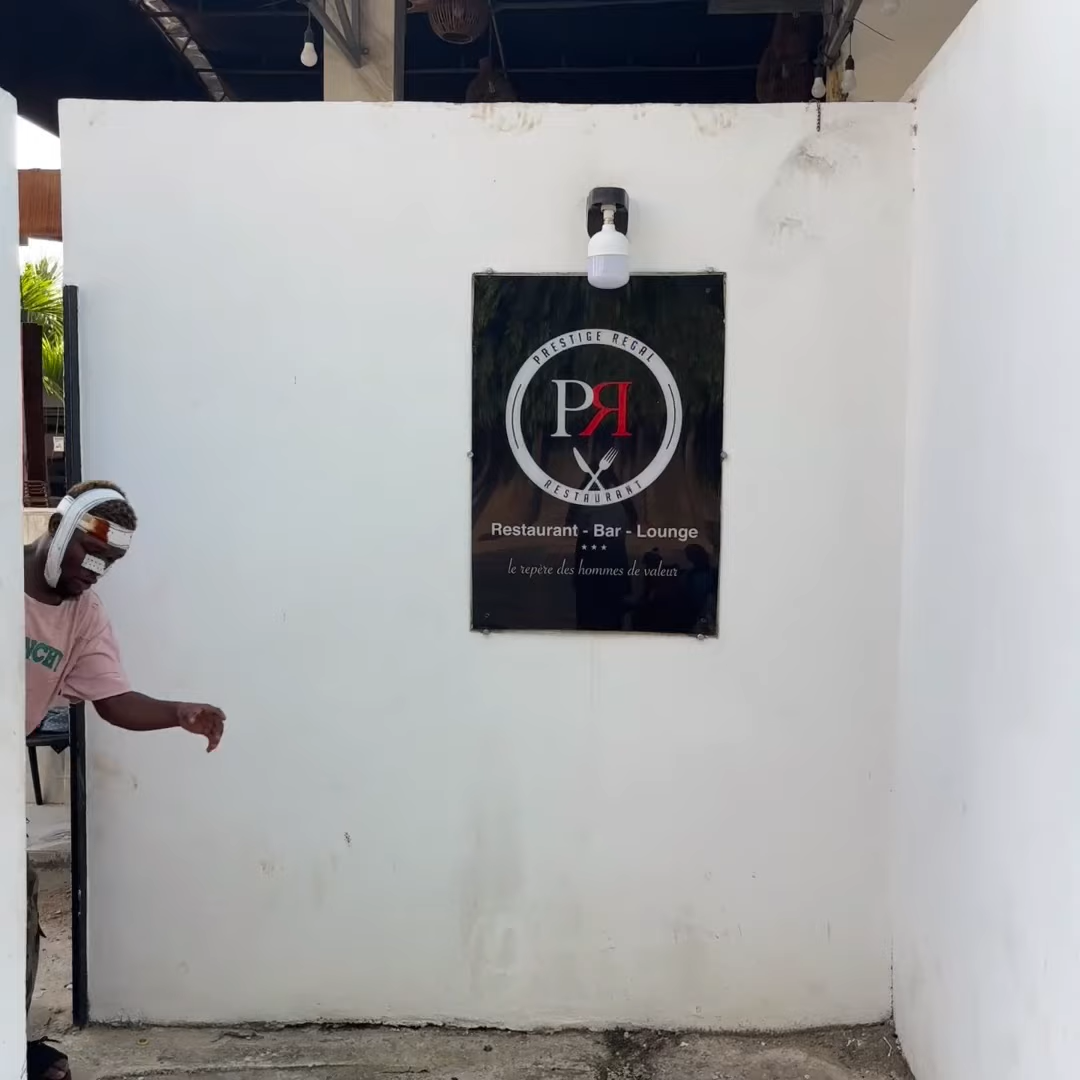 PRESTIGE REGAL
PR
RESTAURANT
Restaurant - Bar - Lounge
le repère des hommes de valeur